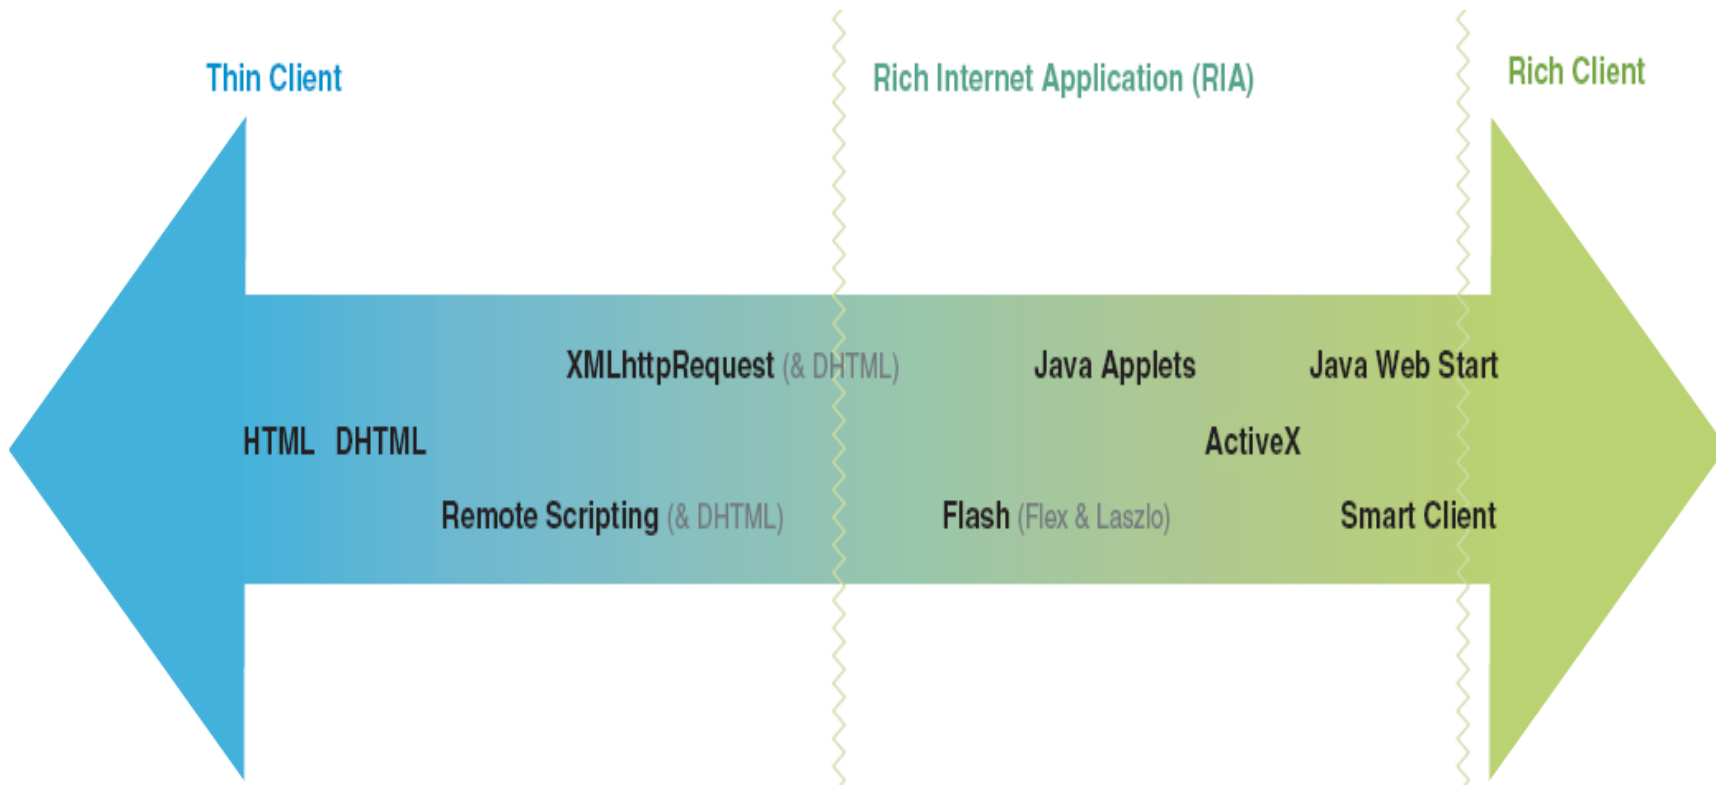 Thin Client
Rich Internet Application (RIA)
Rich Client
XMLhttpRequest (& DHTML)
Java Applets
Java Web Start
HTML
DHTML
ActiveX
Remote Scripting (& DHTML)
Flash (Flex & Laszlo)
Smart Client